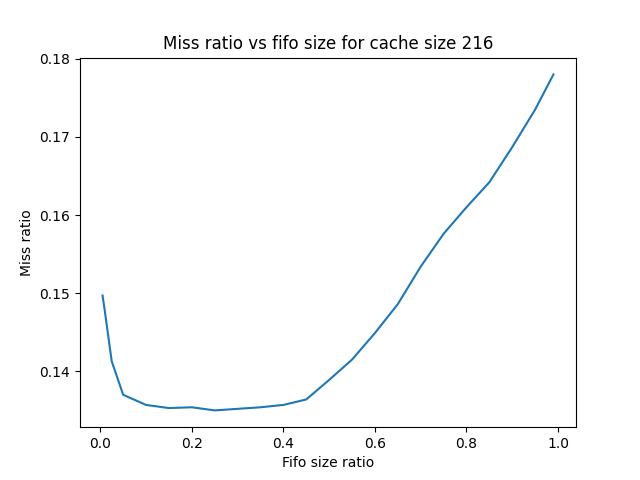 Miss ratio vs fifo size for cache size 216
0.18
0.17
0.16
0.15
0.14
Miss ratio
0.0 0.2 0.4 0.6 0.8 1.0
Fifo size ratio